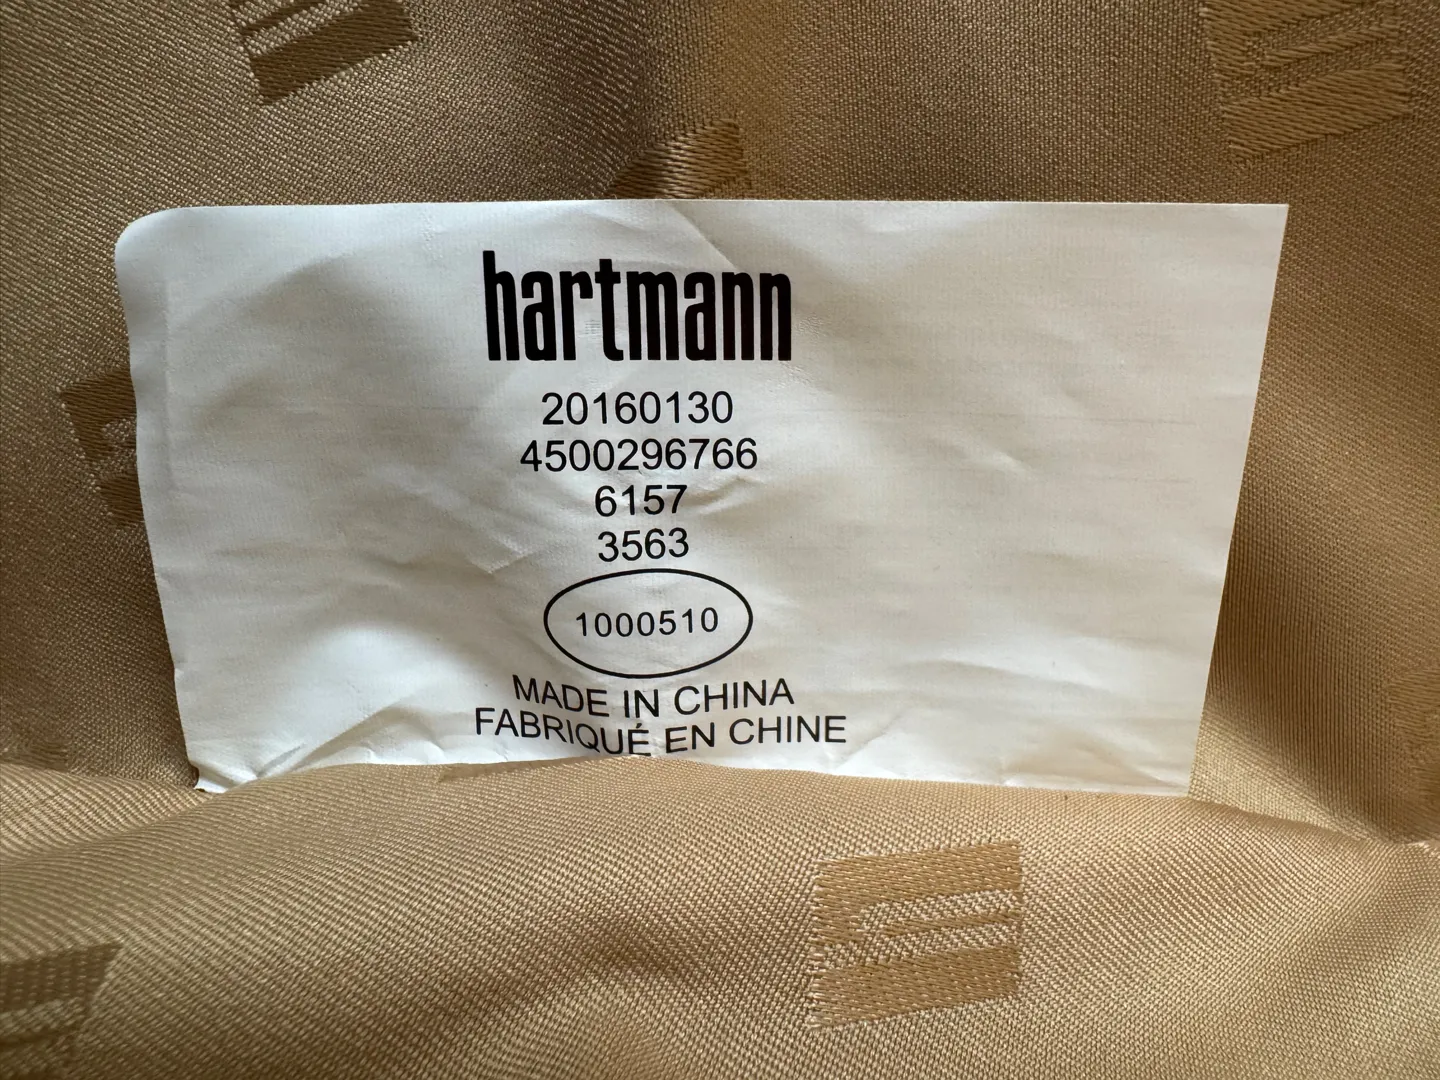 hartmann
20160130
4500296766
6157
3563
1000510
MADE IN CHINA
FABRIQUÉ EN CHINE